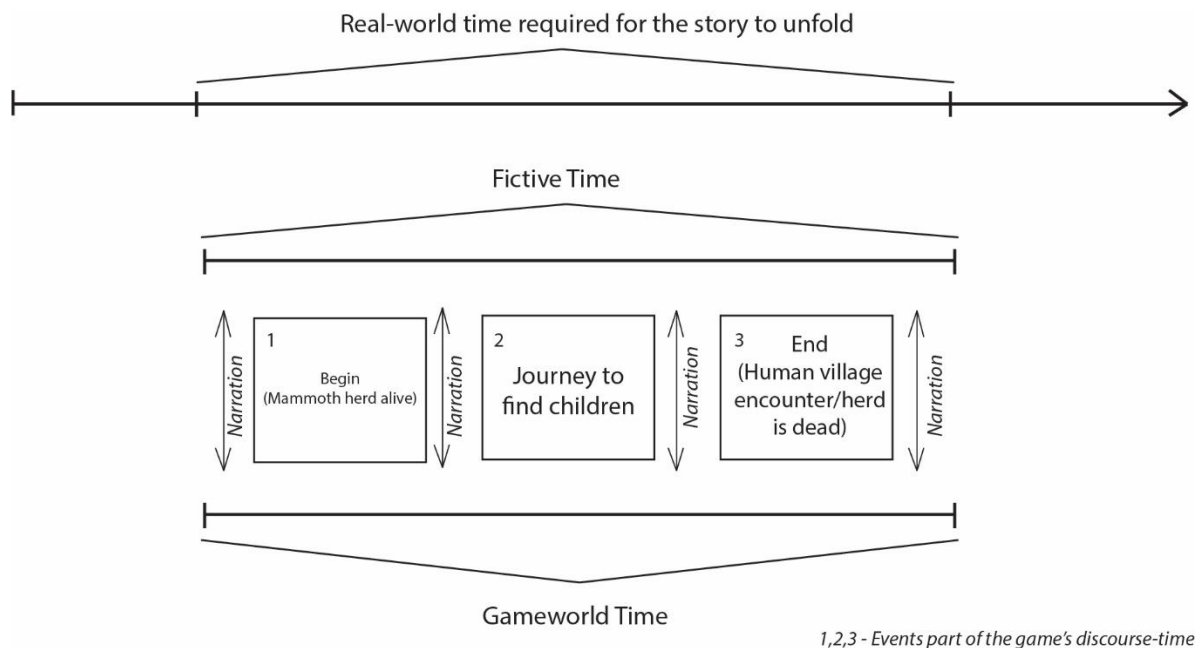 Real-world time required for the story to unfold
Fictive Time
Narration
1
Begin
(Mammoth herd alive)
Narration
2
Journey to
find children
Narration
3
End
(Human village
encounter/herd
is dead)
Narration
Gameworld Time
1,2,3 - Events part of the game's discourse-time